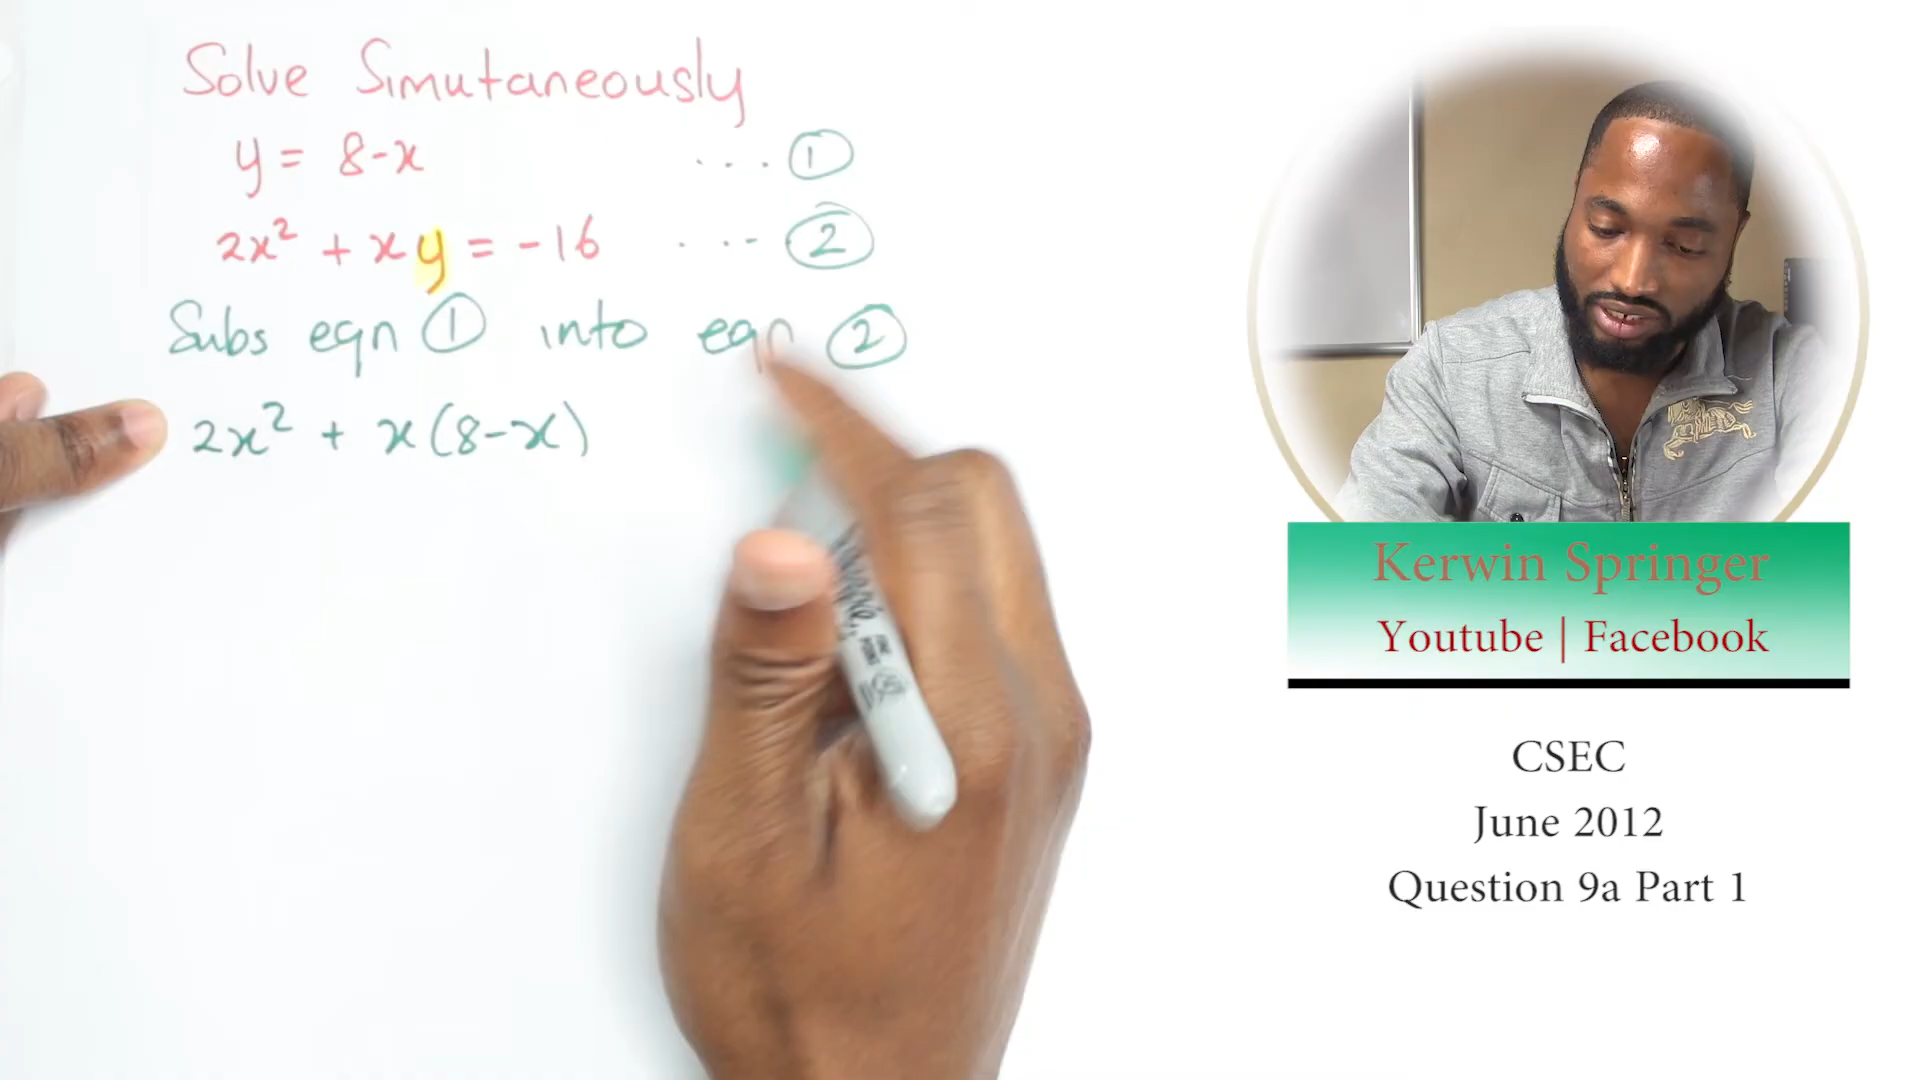 Solve Simutaneously
y = 8-x ... ①
2x² + xy = -16 ... ②
Subs eqn ① into eqn ②
2x² + x(8-x)
Kerwin Springer
Youtube | Facebook
CSEC
June 2012
Question 9a Part 1